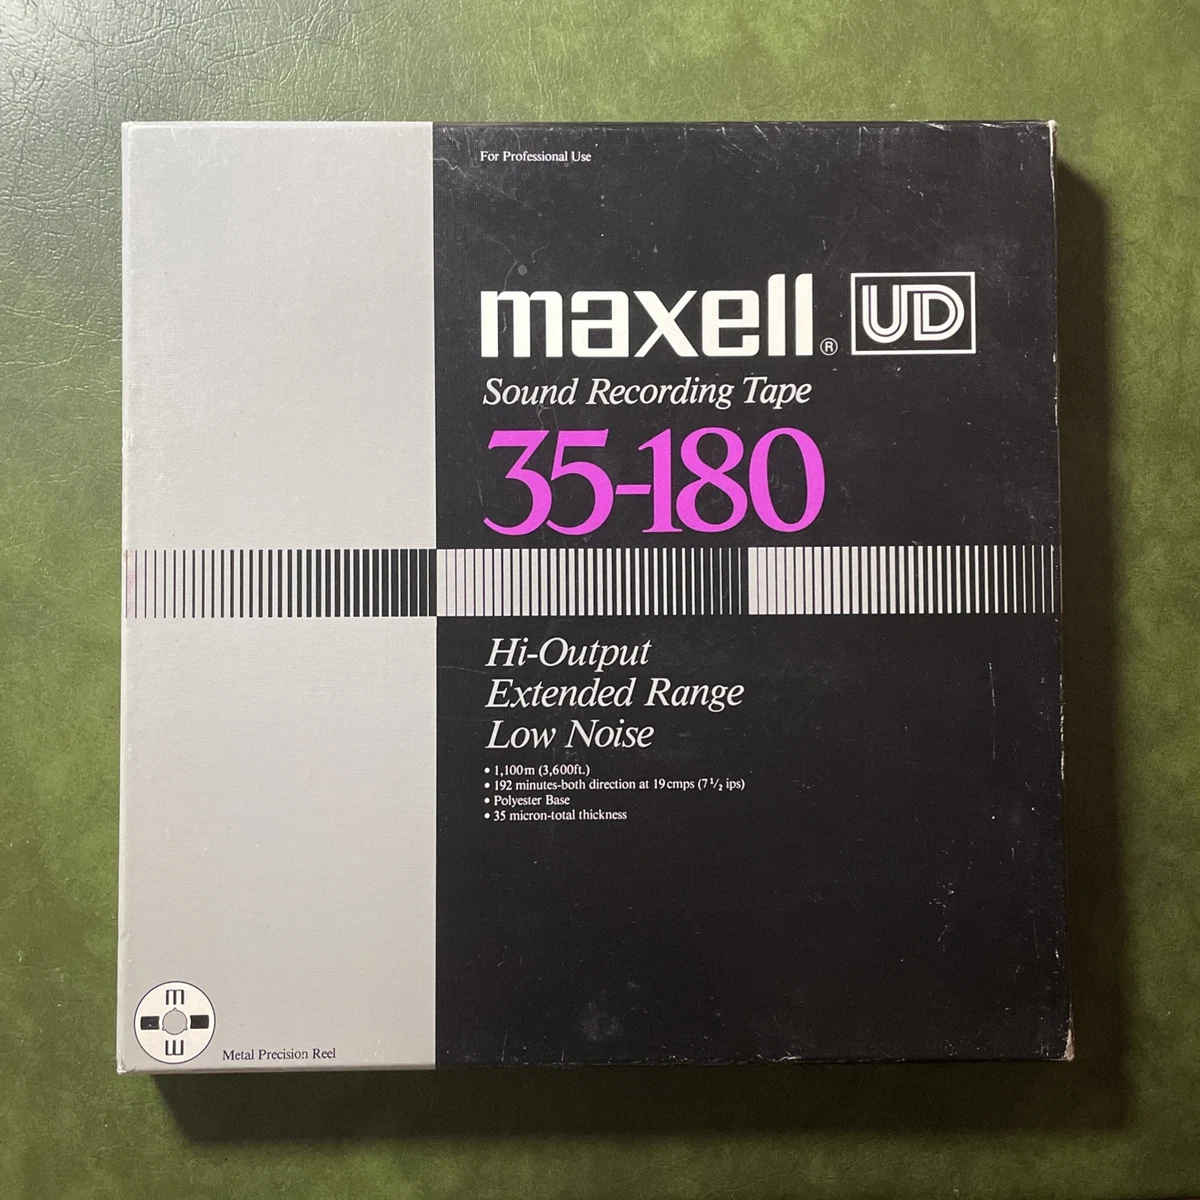 For Professional Use
maxell® UD
Sound Recording Tape
35-180
Hi-Output
Extended Range
Low Noise
• 1,100m (3,600ft.)
• 192 minutes-both direction at 19cmps (7 1/2 ips)
• Polyester Base
• 35 micron-total thickness
m
m
Metal Precision Reel